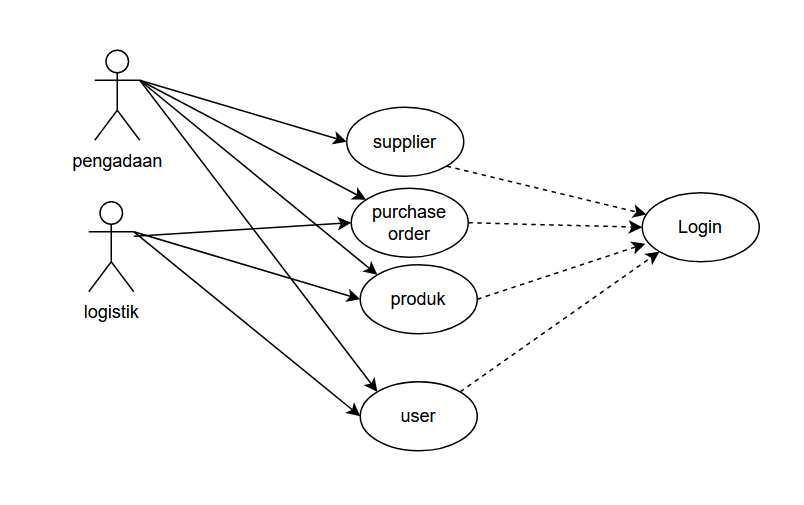 pengadaan
supplier
purchase
order
Login
produk
logistik
user